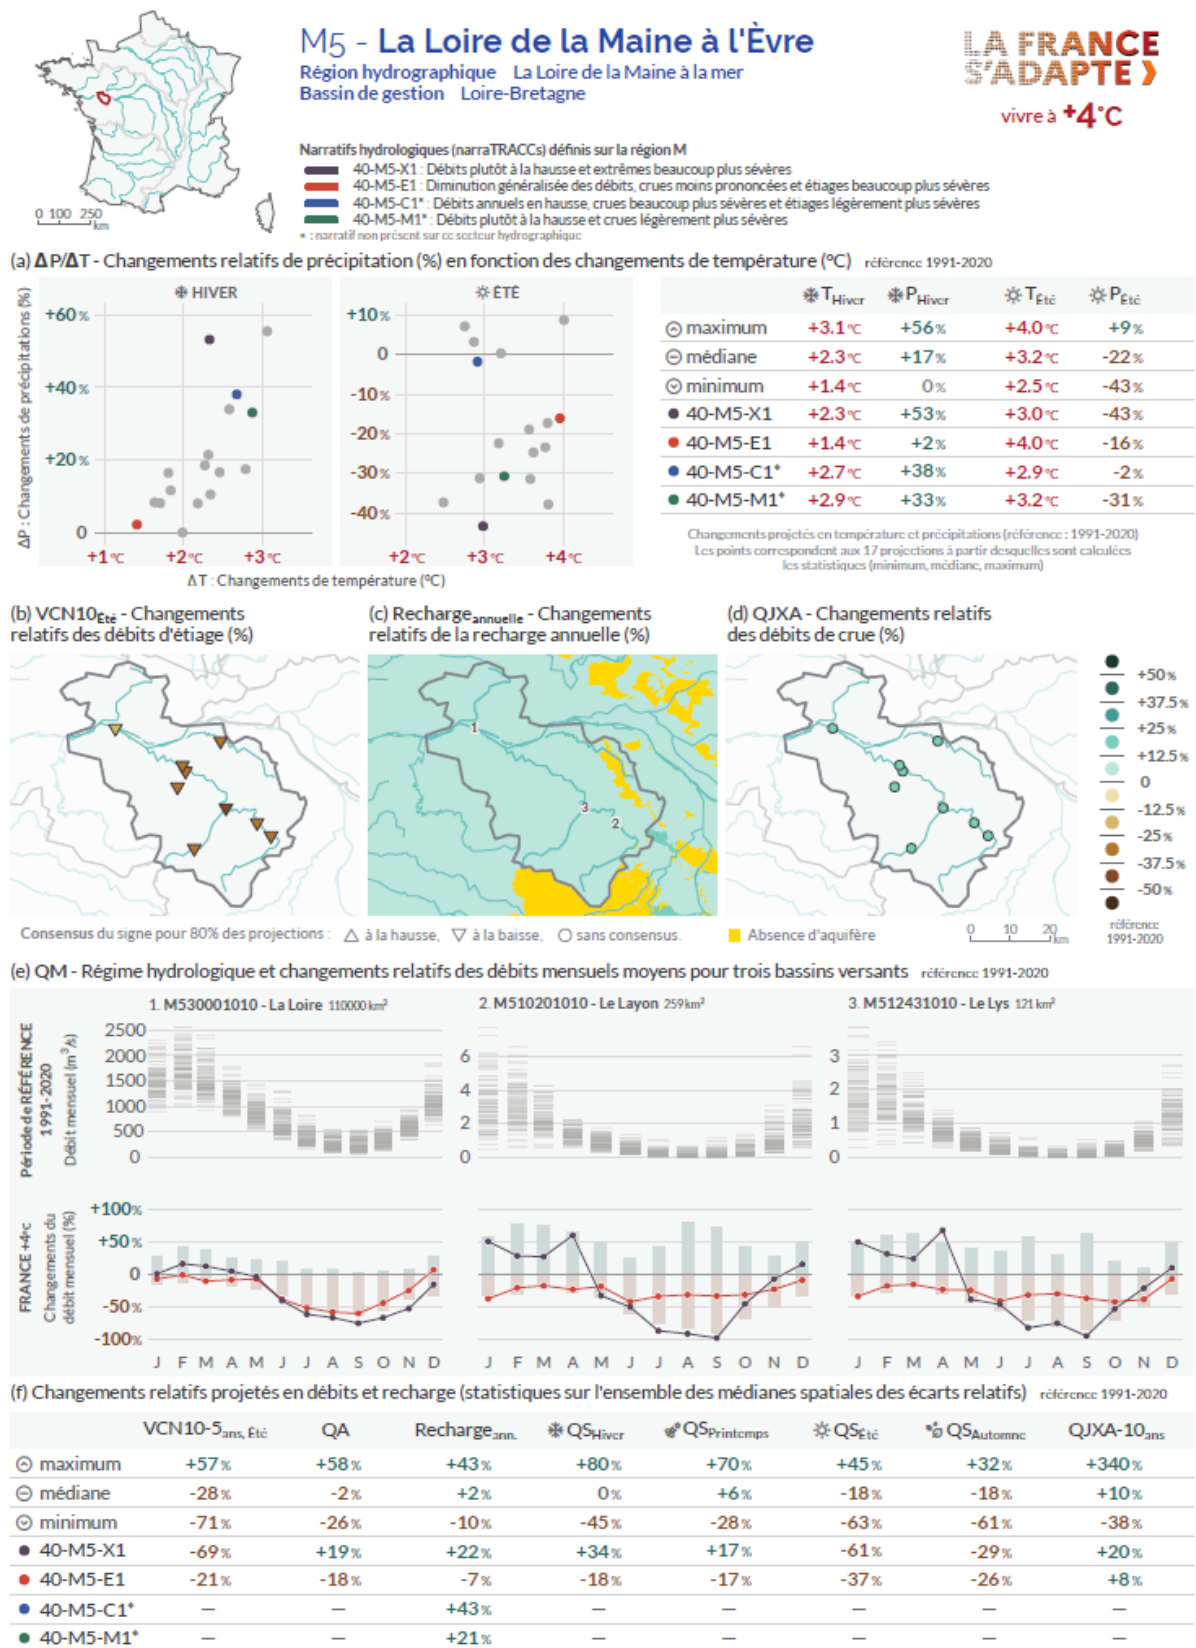 M5 - La Loire de la Maine à l'Èvre
Région hydrographique La Loire de la Maine à la mer
Bassin de gestion Loire-Bretagne
LA FRANCE
S'ADAPTE
vivre à +4°C
0 100 250
km
Narratifs hydrologiques (narraTRACCs) définis sur la région M
40-M5-X1 : Débits plutôt à la hausse et extrêmes beaucoup plus sévères
40-M5-E1 : Diminution généralisée des débits, crues moins prononcées et étiages beaucoup plus sévères
40-M5-C1* : Débits annuels en hausse, crues beaucoup plus sévères et étiages légèrement plus sévères
40-M5-M1* : Débits plutôt à la hausse et crues légèrement plus sévères
* : narratif non présent sur ce secteur hydrographique
(a) ΔP/ΔT - Changements relatifs de précipitation (%) en fonction des changements de température (°C) référence 1991-2020
ΔP : Changements de précipitations (%)
HIVER
+60%
+40%
+20%
0
+1°C +2°C +3°C
ÉTÉ
+10%
0
-10%
-20%
-30%
-40%
+2°C +3°C +4°C
ΔT : Changements de température (°C)
THiver PHiver TÉté PÉté
maximum +3.1°C +56% +4.0°C +9%
médiane +2.3°C +17% +3.2°C -22%
minimum +1.4°C 0% +2.5°C -43%
40-M5-X1 +2.3°C +53% +3.0°C -43%
40-M5-E1 +1.4°C +2% +4.0°C -16%
40-M5-C1* +2.7°C +38% +2.9°C -2%
40-M5-M1* +2.9°C +33% +3.2°C -31%
Changements projetés en température et précipitations (référence : 1991-2020)
Les points correspondent aux 17 projections à partir desquelles sont calculées
les statistiques (minimum, médiane, maximum)
(b) VCN10Été - Changements
relatifs des débits d'étiage (%)
(c) Rechargeannuelle - Changements
relatifs de la recharge annuelle (%)
1
3
2
(d) QJXA - Changements relatifs
des débits de crue (%)
+50%
+37.5%
+25%
+12.5%
0
-12.5%
-25%
-37.5%
-50%
référence
1991-2020
Consensus du signe pour 80% des projections : à la hausse, à la baisse, sans consensus. Absence d'aquifère
0 10 20
km
(e) QM - Régime hydrologique et changements relatifs des débits mensuels moyens pour trois bassins versants référence 1991-2020
1. M530001010 - La Loire 110000 km²
2. M510201010 - Le Layon 259 km²
3. M512431010 - Le Lys 121 km²
Période de RÉFÉRENCE
1991-2020
Débit mensuel (m³/s)
2500
2000
1500
1000
500
0
6
4
2
0
3
2
1
0
FRANCE +4°C
Changements du
débit mensuel (%)
+100%
+50%
0
-50%
-100%
J F M A M J J A S O N D
J F M A M J J A S O N D
J F M A M J J A S O N D
(f) Changements relatifs projetés en débits et recharge (statistiques sur l'ensemble des médianes spatiales des écarts relatifs) référence 1991-2020
VCN10-5ans, Été QA Rechargeann. QSHiver QSPrintemps QSÉté QSAutomne QJXA-10ans
maximum +57% +58% +43% +80% +70% +45% +32% +340%
médiane -28% -2% +2% 0% +6% -18% -18% +10%
minimum -71% -26% -10% -45% -28% -63% -61% -38%
40-M5-X1 -69% +19% +22% +34% +17% -61% -29% +20%
40-M5-E1 -21% -18% -7% -18% -17% -37% -26% +8%
40-M5-C1* — — +43% — — — — —
40-M5-M1* — — +21% — — — — —